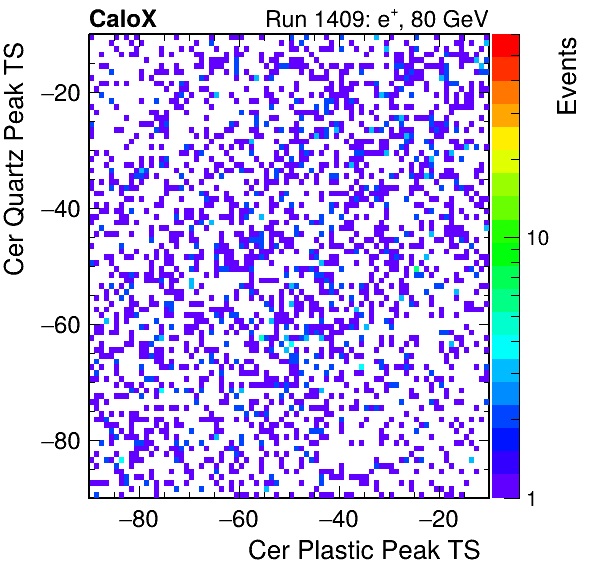 CaloX Run 1409: e⁺, 80 GeV
Cer Quartz Peak TS
Events
−20
−40
−60
−80
10
1
−80 −60 −40 −20
Cer Plastic Peak TS